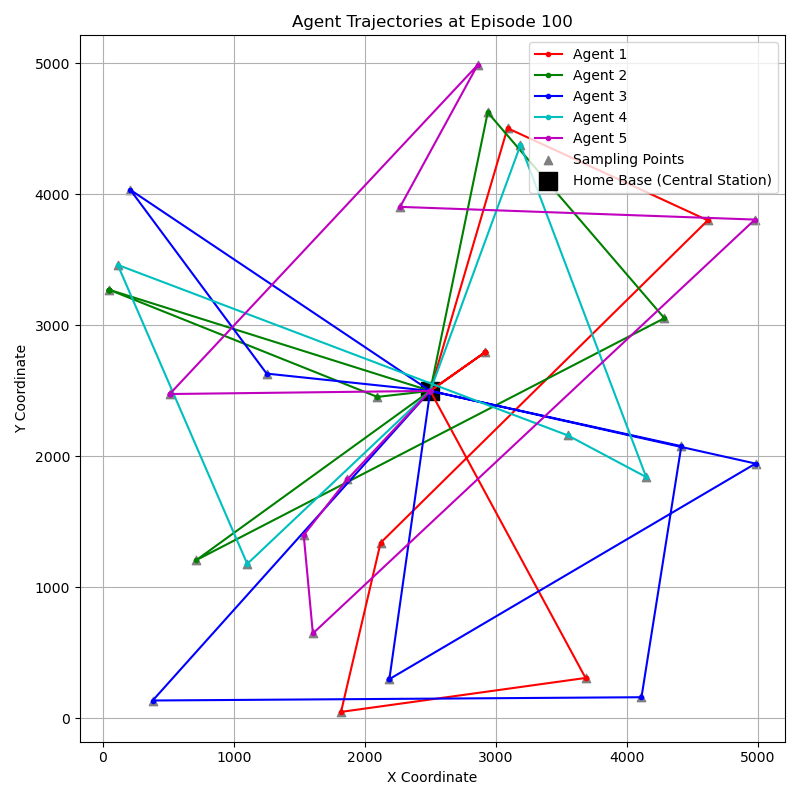 Agent Trajectories at Episode 100
Agent 1
Agent 2
Agent 3
Agent 4
Agent 5
Sampling Points
Home Base (Central Station)
Y Coordinate
5000
4000
3000
2000
1000
0
0 1000 2000 3000 4000 5000
X Coordinate